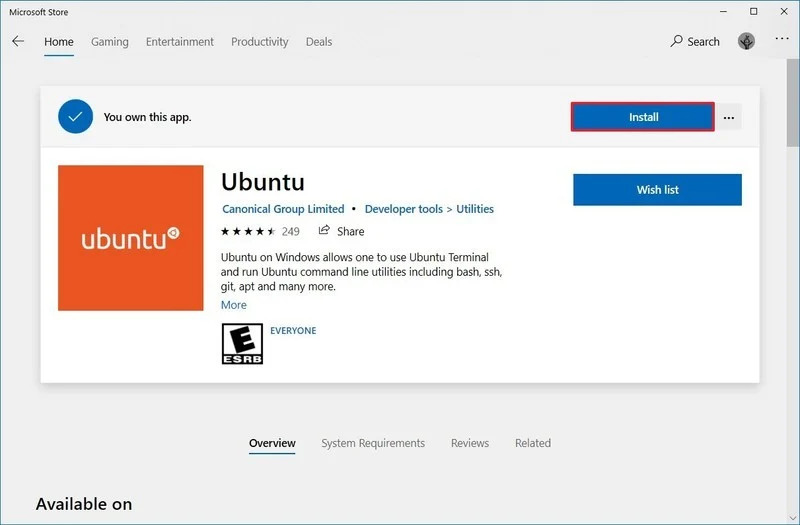 Microsoft Store
Home Gaming Entertainment Productivity Deals Search
You own this app. Install
ubuntu
Ubuntu
Wish list
Canonical Group Limited • Developer tools > Utilities
249 Share
Ubuntu on Windows allows one to use Ubuntu Terminal
and run Ubuntu command line utilities including bash, ssh,
git, apt and many more.
More
E
ESRB
EVERYONE
Overview System Requirements Reviews Related
Available on